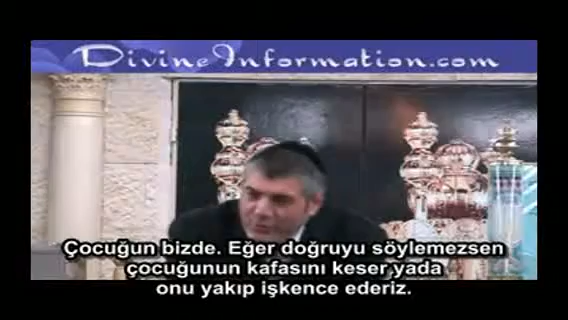 DivineInformation.com
Çocuğun bizde. Eğer doğruyu söylemezsen
çocuğunun kafasını keser yada
onu yakıp işkence ederiz.